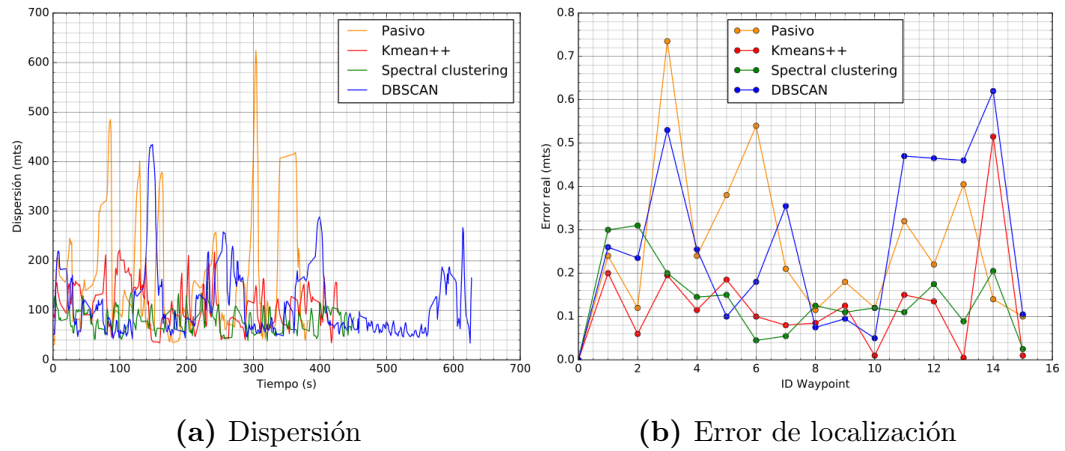 700
600
500
400
300
200
100
0
Dispersión (mts)
0 100 200 300 400 500 600 700
Tiempo (s)
Pasivo
Kmean++
Spectral clustering
DBSCAN
(a) Dispersión
0.8
0.7
0.6
0.5
0.4
0.3
0.2
0.1
0.0
Error real (mts)
0 2 4 6 8 10 12 14 16
ID Waypoint
Pasivo
Kmeans++
Spectral clustering
DBSCAN
(b) Error de localización